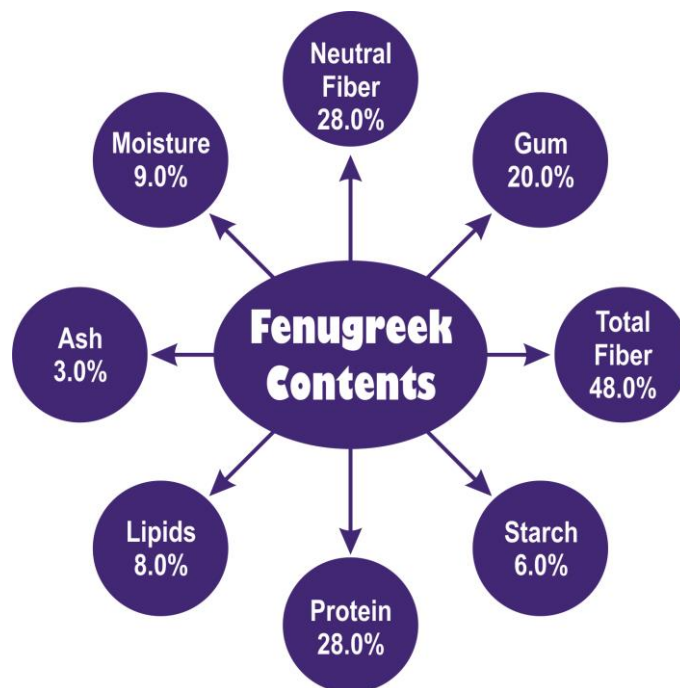 Neutral
Fiber
28.0%
Gum
20.0%
Total
Fiber
48.0%
Starch
6.0%
Protein
28.0%
Lipids
8.0%
Ash
3.0%
Moisture
9.0%
Fenugreek
Contents